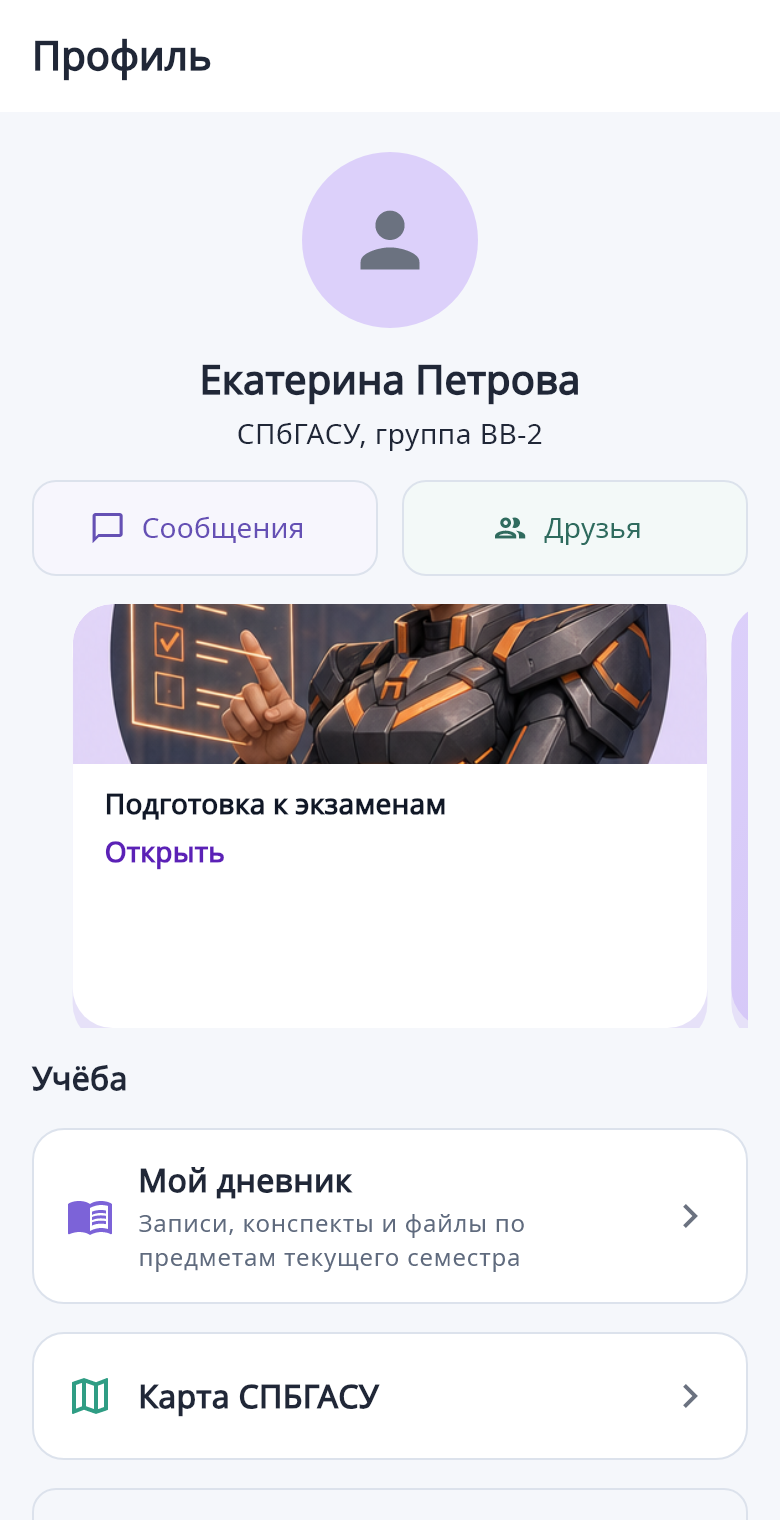 Профиль
Екатерина Петрова
СПбГАСУ, группа ВВ-2
Сообщения
Друзья
Подготовка к экзаменам
Открыть
Учёба
Мой дневник
Записи, конспекты и файлы по
предметам текущего семестра
Карта СПБГАСУ